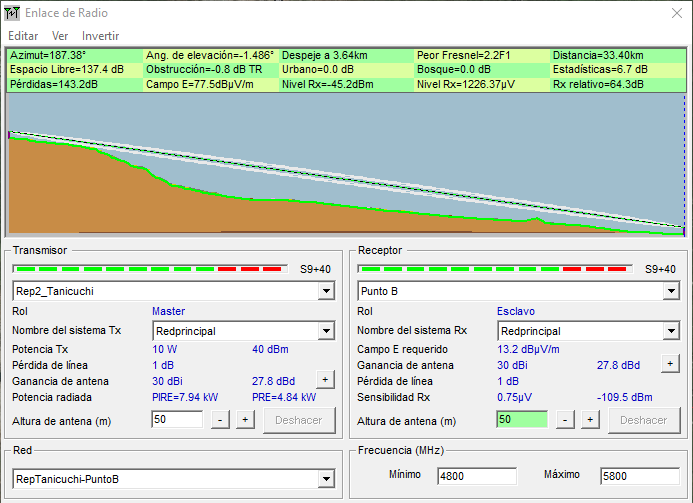 Enlace de Radio
Editar Ver Invertir
Azimut=187.38° Ang. de elevación=-1.486° Despeje a 3.64km Peor Fresnel=2.2F1 Distancia=33.40km
Espacio Libre=137.4 dB Obstrucción=-0.8 dB TR Urbano=0.0 dB Bosque=0.0 dB Estadísticas=6.7 dB
Pérdidas=143.2dB Campo E=77.5dBµV/m Nivel Rx=-45.2dBm Nivel Rx=1226.37µV Rx relativo=64.3dB
Transmisor
S9+40
Rep2_Tanicuchi
Rol Master
Nombre del sistema Tx Redprincipal
Potencia Tx 10 W 40 dBm
Pérdida de línea 1 dB
Ganancia de antena 30 dBi 27.8 dBd +
Potencia radiada PIRE=7.94 kW PRE=4.84 kW
Altura de antena (m) 50 - + Deshacer
Receptor
S9+40
Punto B
Rol Esclavo
Nombre del sistema Rx Redprincipal
Campo E requerido 13.2 dBµV/m
Ganancia de antena 30 dBi 27.8 dBd +
Pérdida de línea 1 dB
Sensibilidad Rx 0.75µV -109.5 dBm
Altura de antena (m) 50 - + Deshacer
Red
RepTanicuchi-PuntoB
Frecuencia (MHz)
Mínimo 4800 Máximo 5800